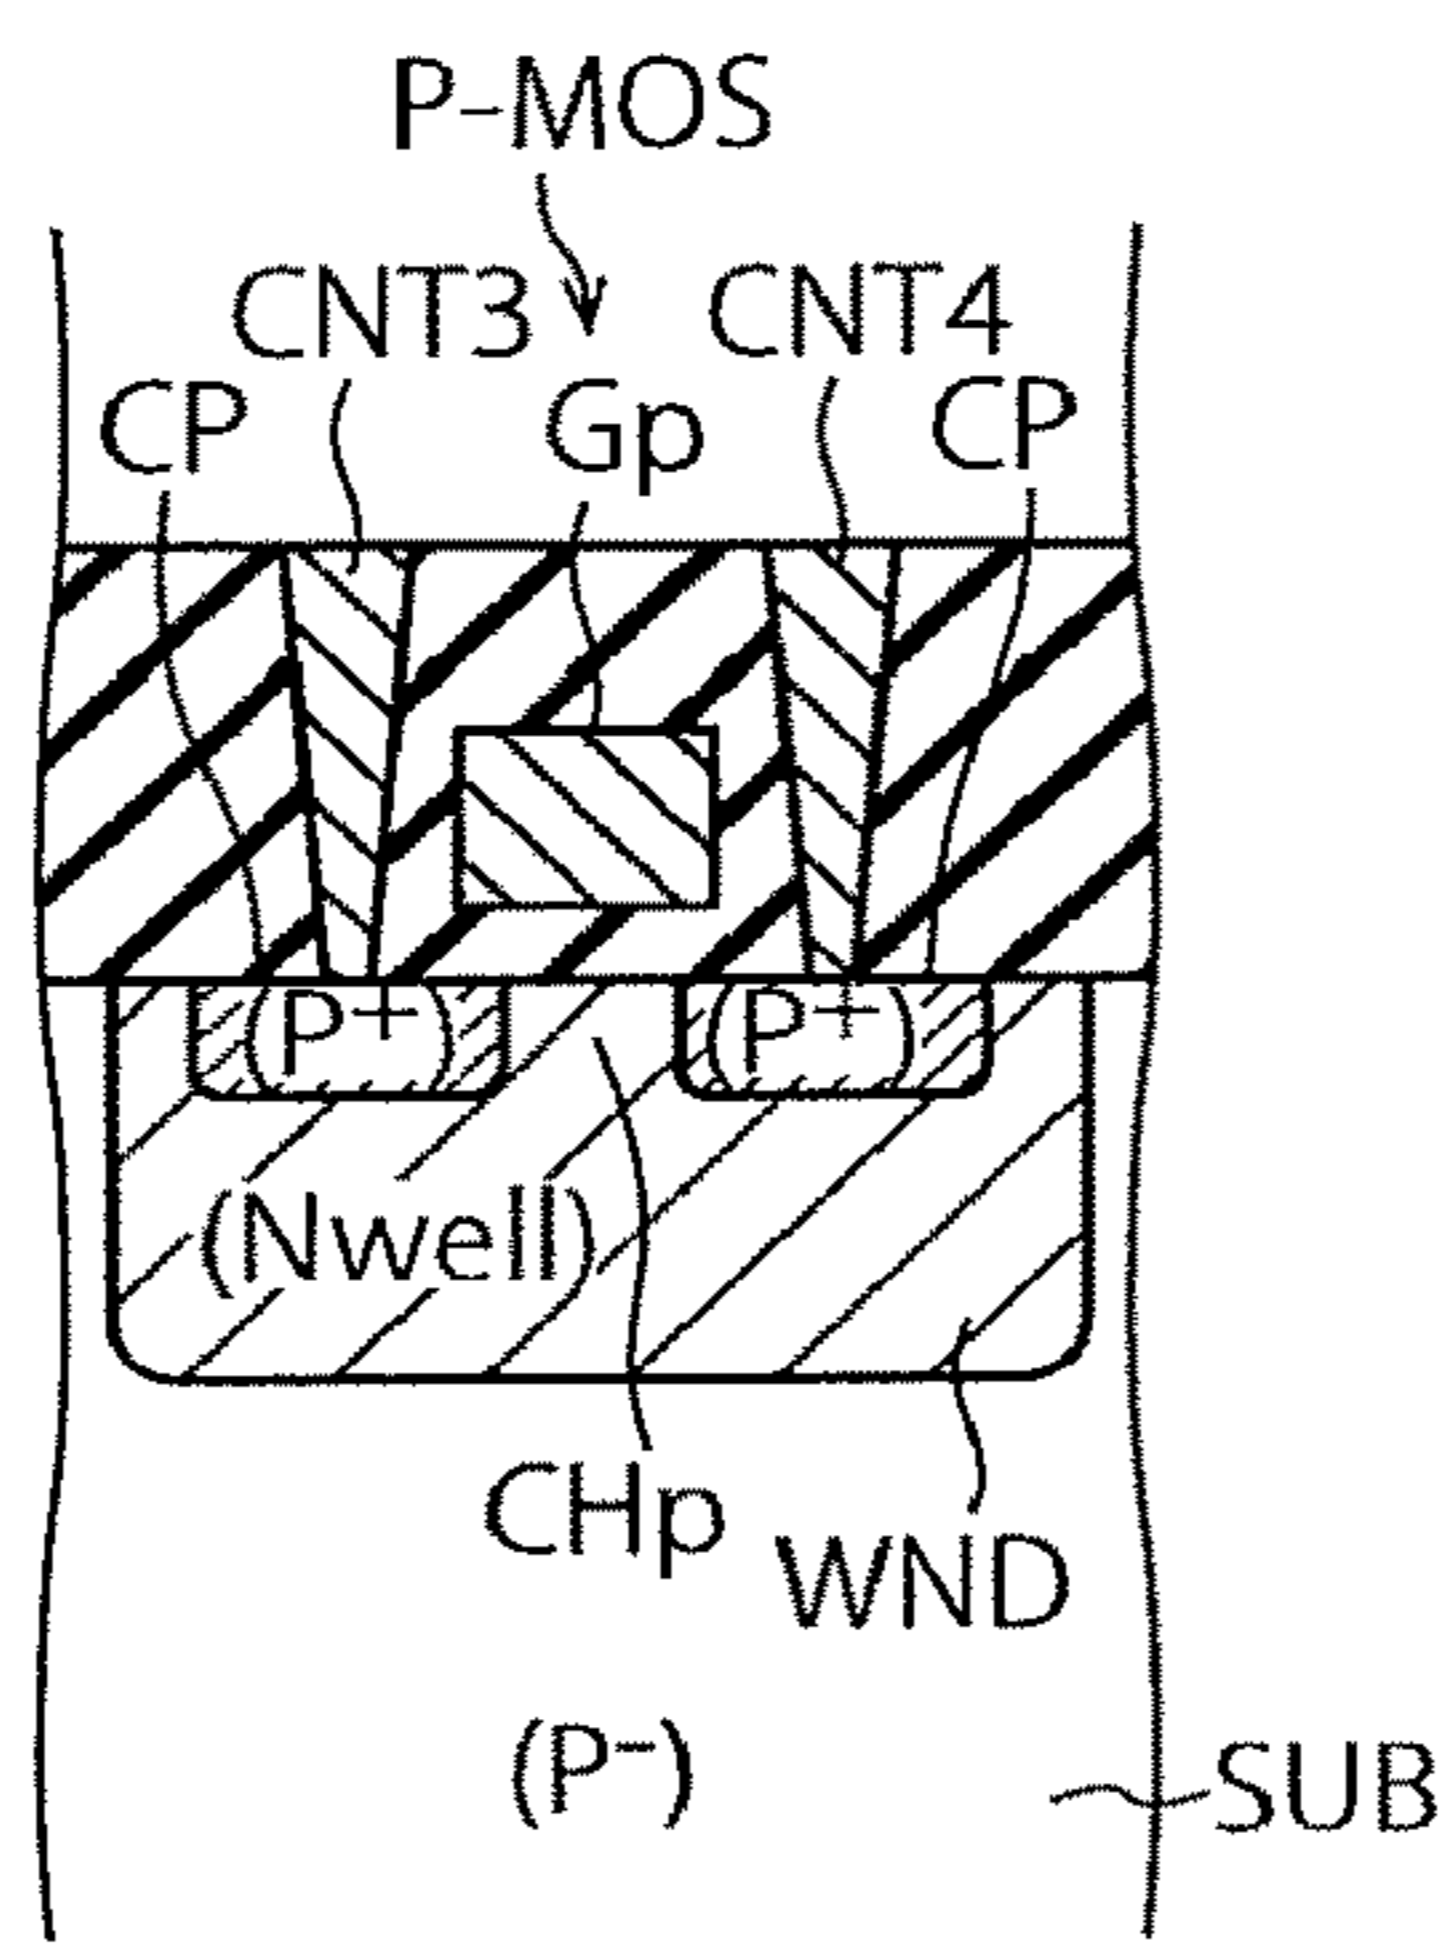 P-MOS
CNT3 CNT4
CP Gp CP
(P+) (P+)
(Nwell)
CHp
WND
(P-)
SUB